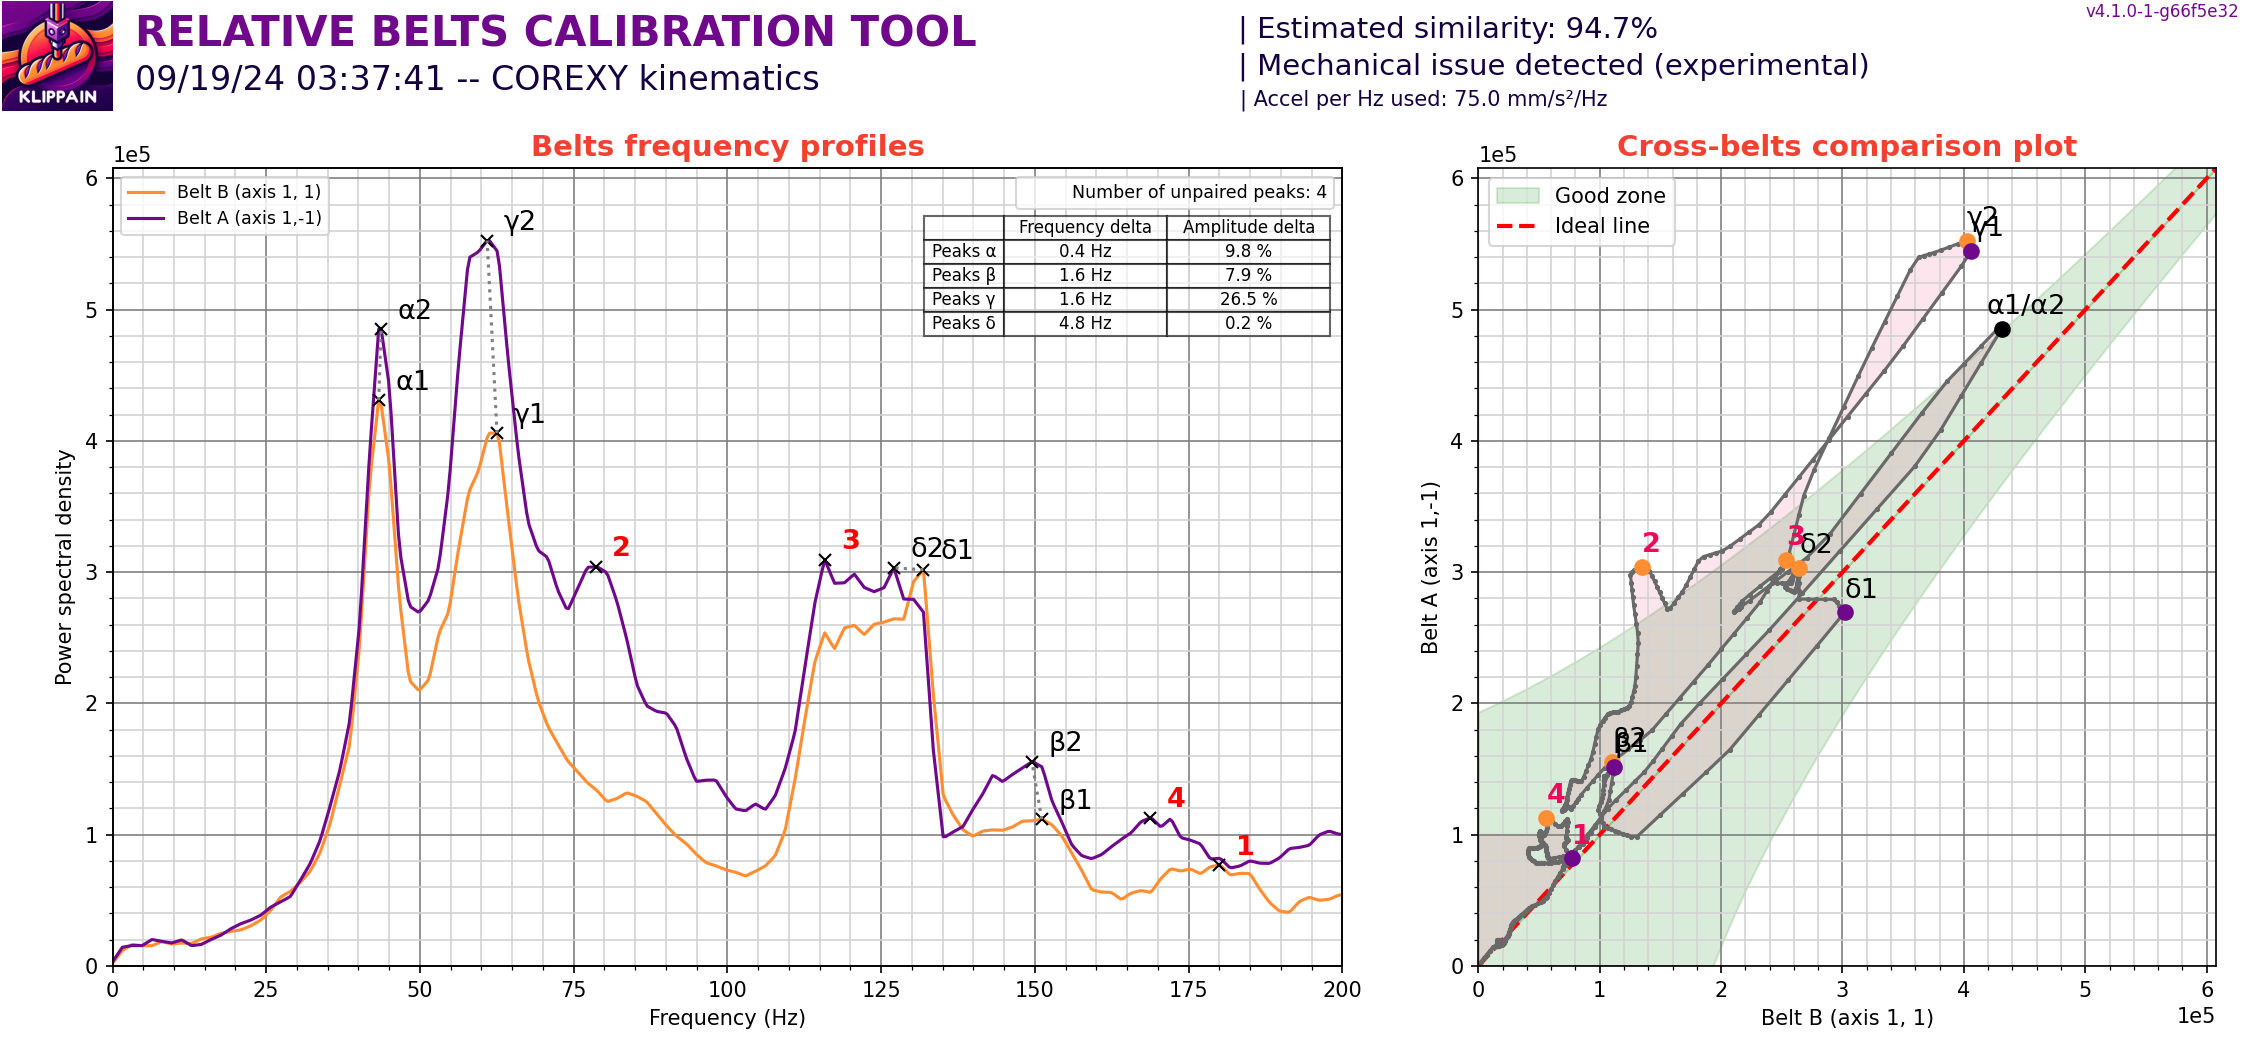 KLIPPAIN
RELATIVE BELTS CALIBRATION TOOL
09/19/24 03:37:41 -- COREXY kinematics
| Estimated similarity: 94.7%
| Mechanical issue detected (experimental)
| Accel per Hz used: 75.0 mm/s²/Hz
v4.1.0-1-g66f5e32
Belts frequency profiles
1e5
Belt B (axis 1, 1)
Belt A (axis 1,-1)
Number of unpaired peaks: 4
Frequency delta Amplitude delta
Peaks α 0.4 Hz 9.8 %
Peaks β 1.6 Hz 7.9 %
Peaks γ 1.6 Hz 26.5 %
Peaks δ 4.8 Hz 0.2 %
γ2
α2
α1
γ1
2
3
δ2
δ1
β2
β1
4
1
6
5
4
3
2
1
0
Power spectral density
0 25 50 75 100 125 150 175 200
Frequency (Hz)
Cross-belts comparison plot
1e5
Good zone
Ideal line
γ2
γ1
α1/α2
2
3
δ2
δ1
β2
β1
4
1
6
5
4
3
2
1
0
Belt A (axis 1,-1)
0 1 2 3 4 5 6
Belt B (axis 1, 1)
1e5